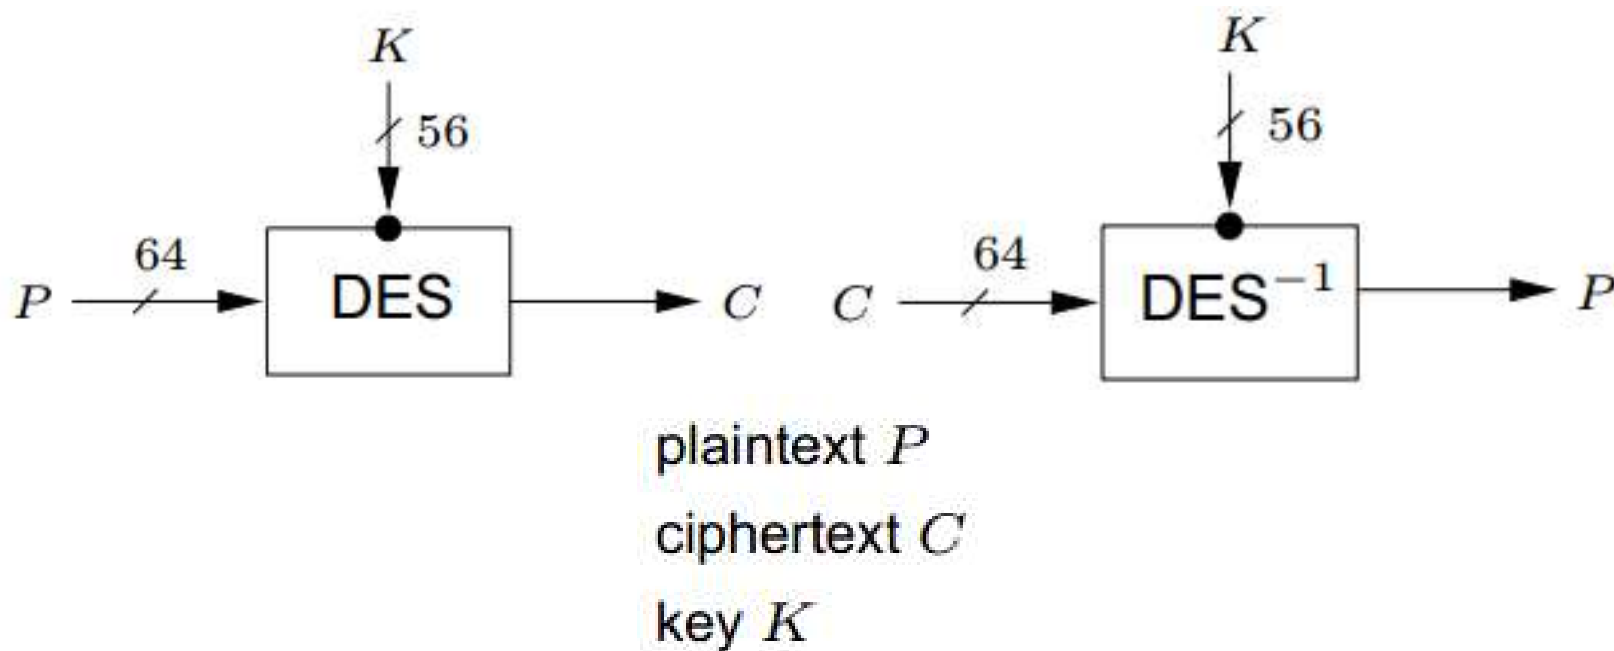 K K
56 56
64 64
P DES C C DES⁻¹ P
plaintext P
ciphertext C
key K